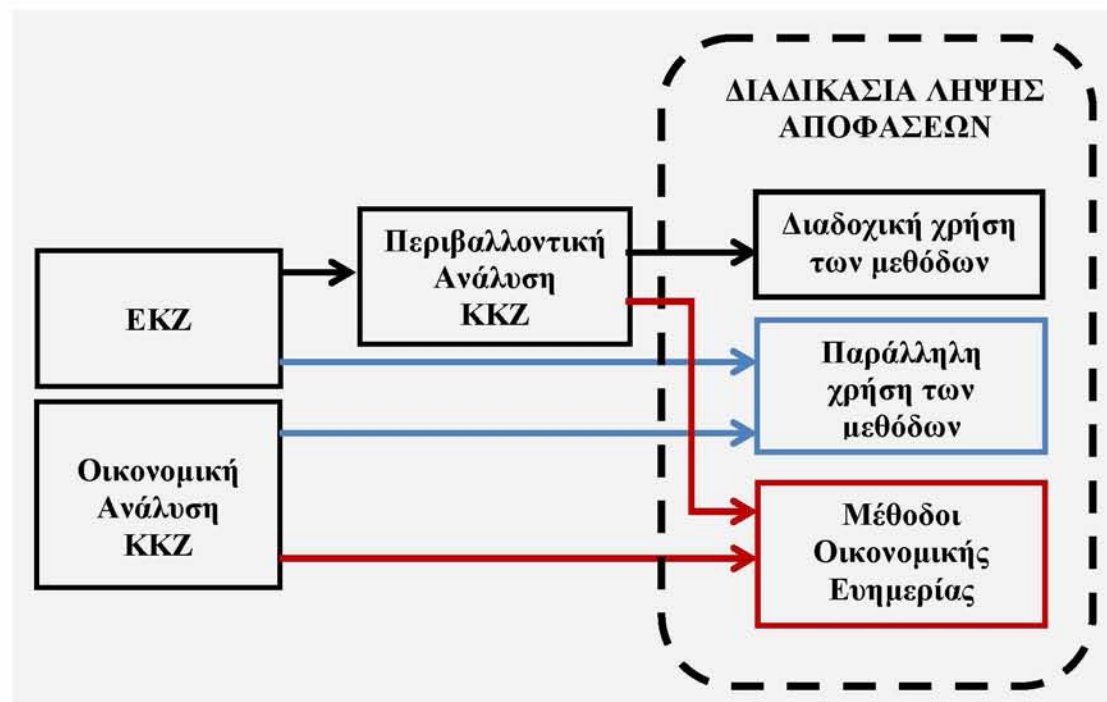 ΔΙΑΔΙΚΑΣΙΑ ΛΗΨΗΣ
ΑΠΟΦΑΣΕΩΝ
ΕΚΖ
Οικονομική
Ανάλυση
ΚΚΖ
Περιβαλλοντική
Ανάλυση
ΚΚΖ
Διαδοχική χρήση
των μεθόδων
Παράλληλη
χρήση των
μεθόδων
Μέθοδοι
Οικονομικής
Ευημερίας